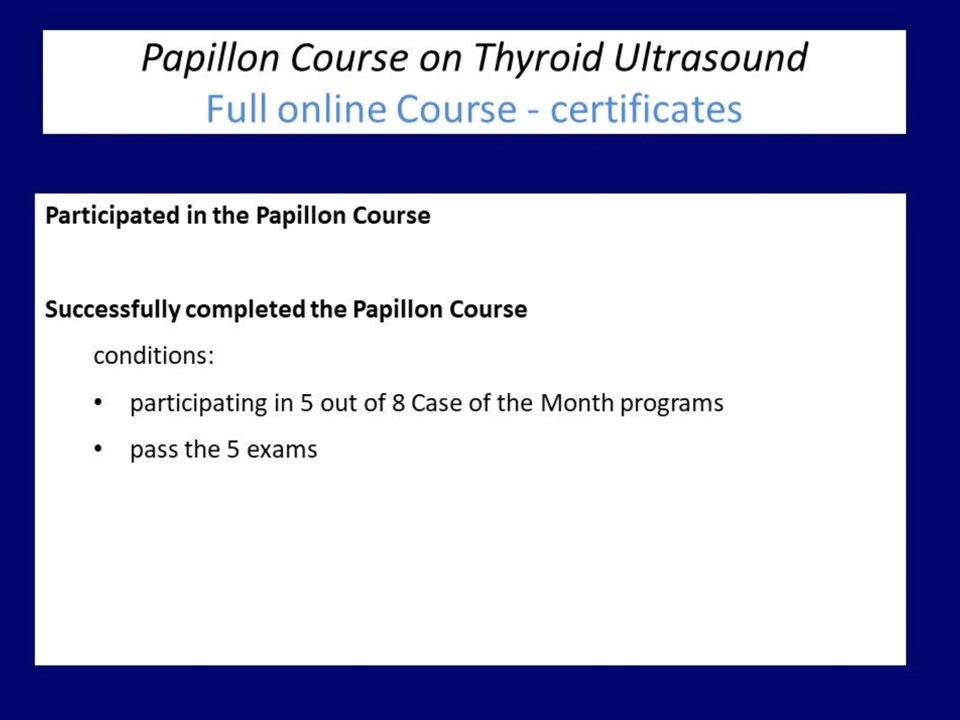 Papillon Course on Thyroid Ultrasound
Full online Course - certificates
Participated in the Papillon Course
Successfully completed the Papillon Course
conditions:
• participating in 5 out of 8 Case of the Month programs
• pass the 5 exams